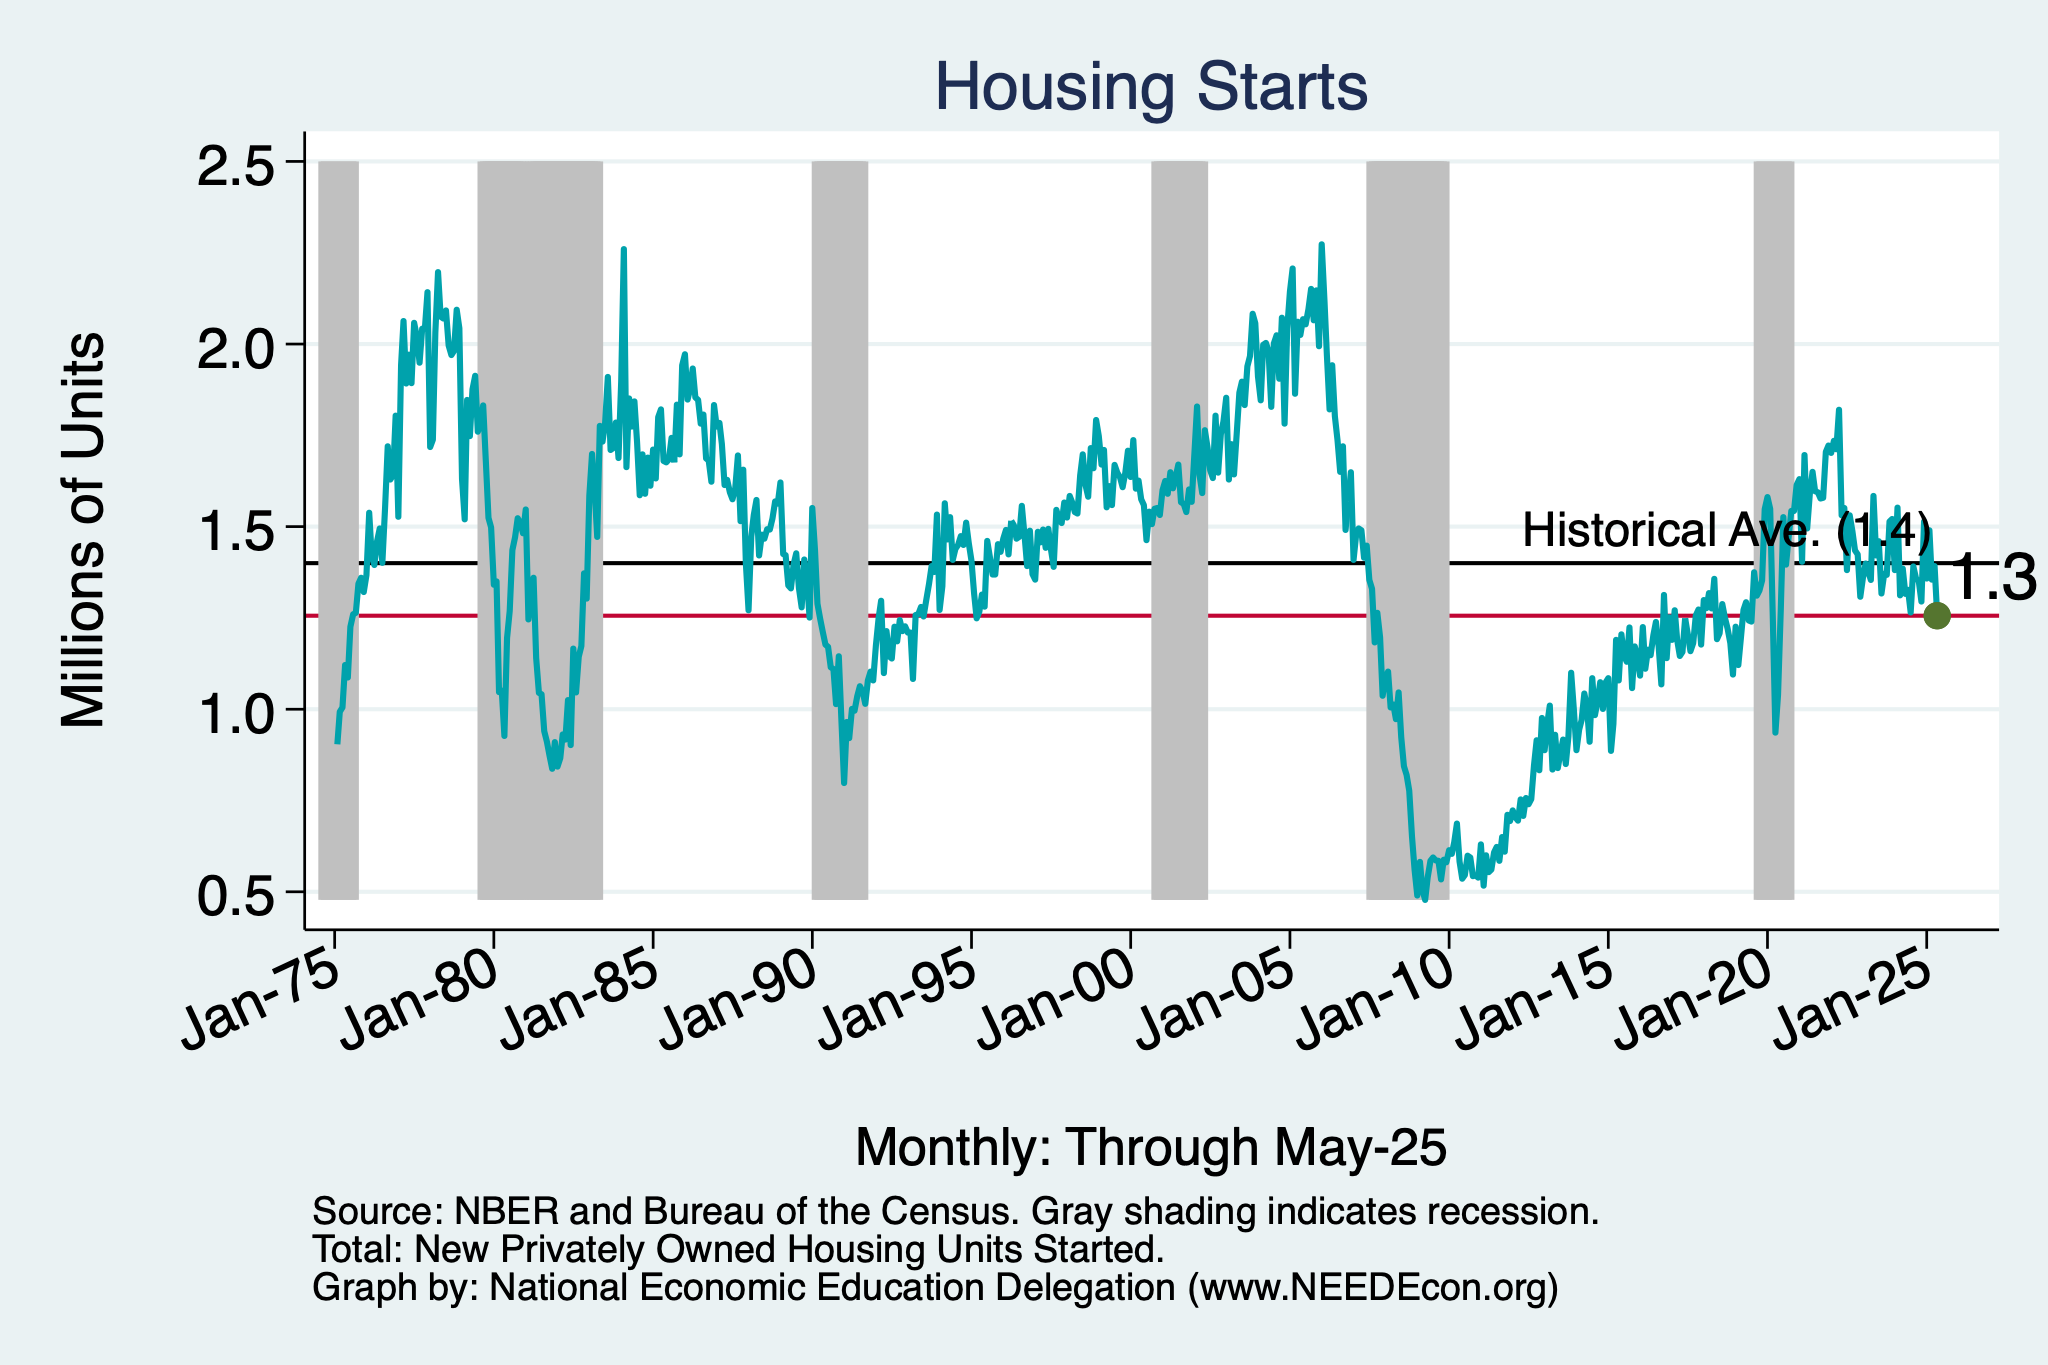 Housing Starts
Millions of Units
2.5
2.0
1.5
1.0
0.5
Historical Ave. (1.4)
1.3
Jan-75
Jan-80
Jan-85
Jan-90
Jan-95
Jan-00
Jan-05
Jan-10
Jan-15
Jan-20
Jan-25
Monthly: Through May-25
Source: NBER and Bureau of the Census. Gray shading indicates recession.
Total: New Privately Owned Housing Units Started.
Graph by: National Economic Education Delegation (www.NEEDEcon.org)